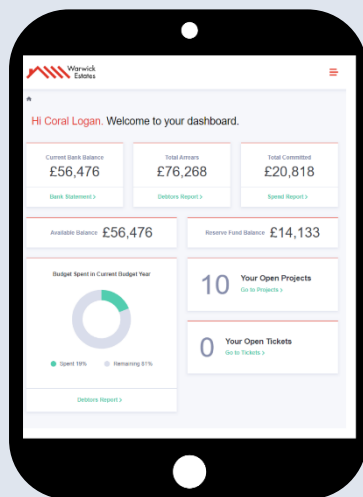 Warwick
Estates
Hi Coral Logan. Welcome to your dashboard.
Current Bank Balance
£56,476
Bank Statement >
Total Arrears
£76,268
Debtors Report >
Total Committed
£20,818
Spend Report >
Available Balance £56,476
Reserve Fund Balance £14,133
Budget Spent in Current Budget Year
Spent 19% Remaining 81%
Debtors Report >
10 Your Open Projects
Go to Projects >
0 Your Open Tickets
Go to Tickets >